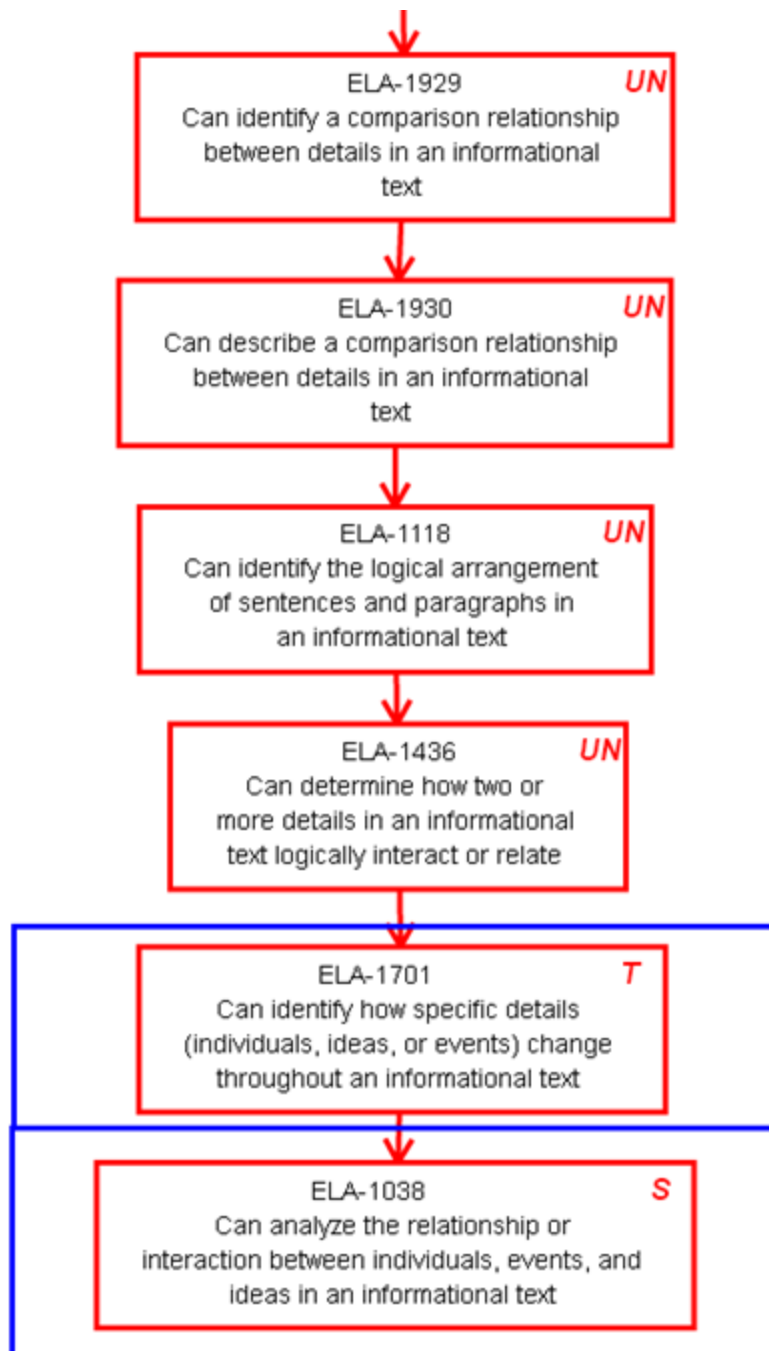 ELA-1929 UN
Can identify a comparison relationship
between details in an informational
text
ELA-1930 UN
Can describe a comparison relationship
between details in an informational
text
ELA-1118 UN
Can identify the logical arrangement
of sentences and paragraphs in
an informational text
ELA-1436 UN
Can determine how two or
more details in an informational
text logically interact or relate
ELA-1701 T
Can identify how specific details
(individuals, ideas, or events) change
throughout an informational text
ELA-1038 S
Can analyze the relationship or
interaction between individuals, events, and
ideas in an informational text